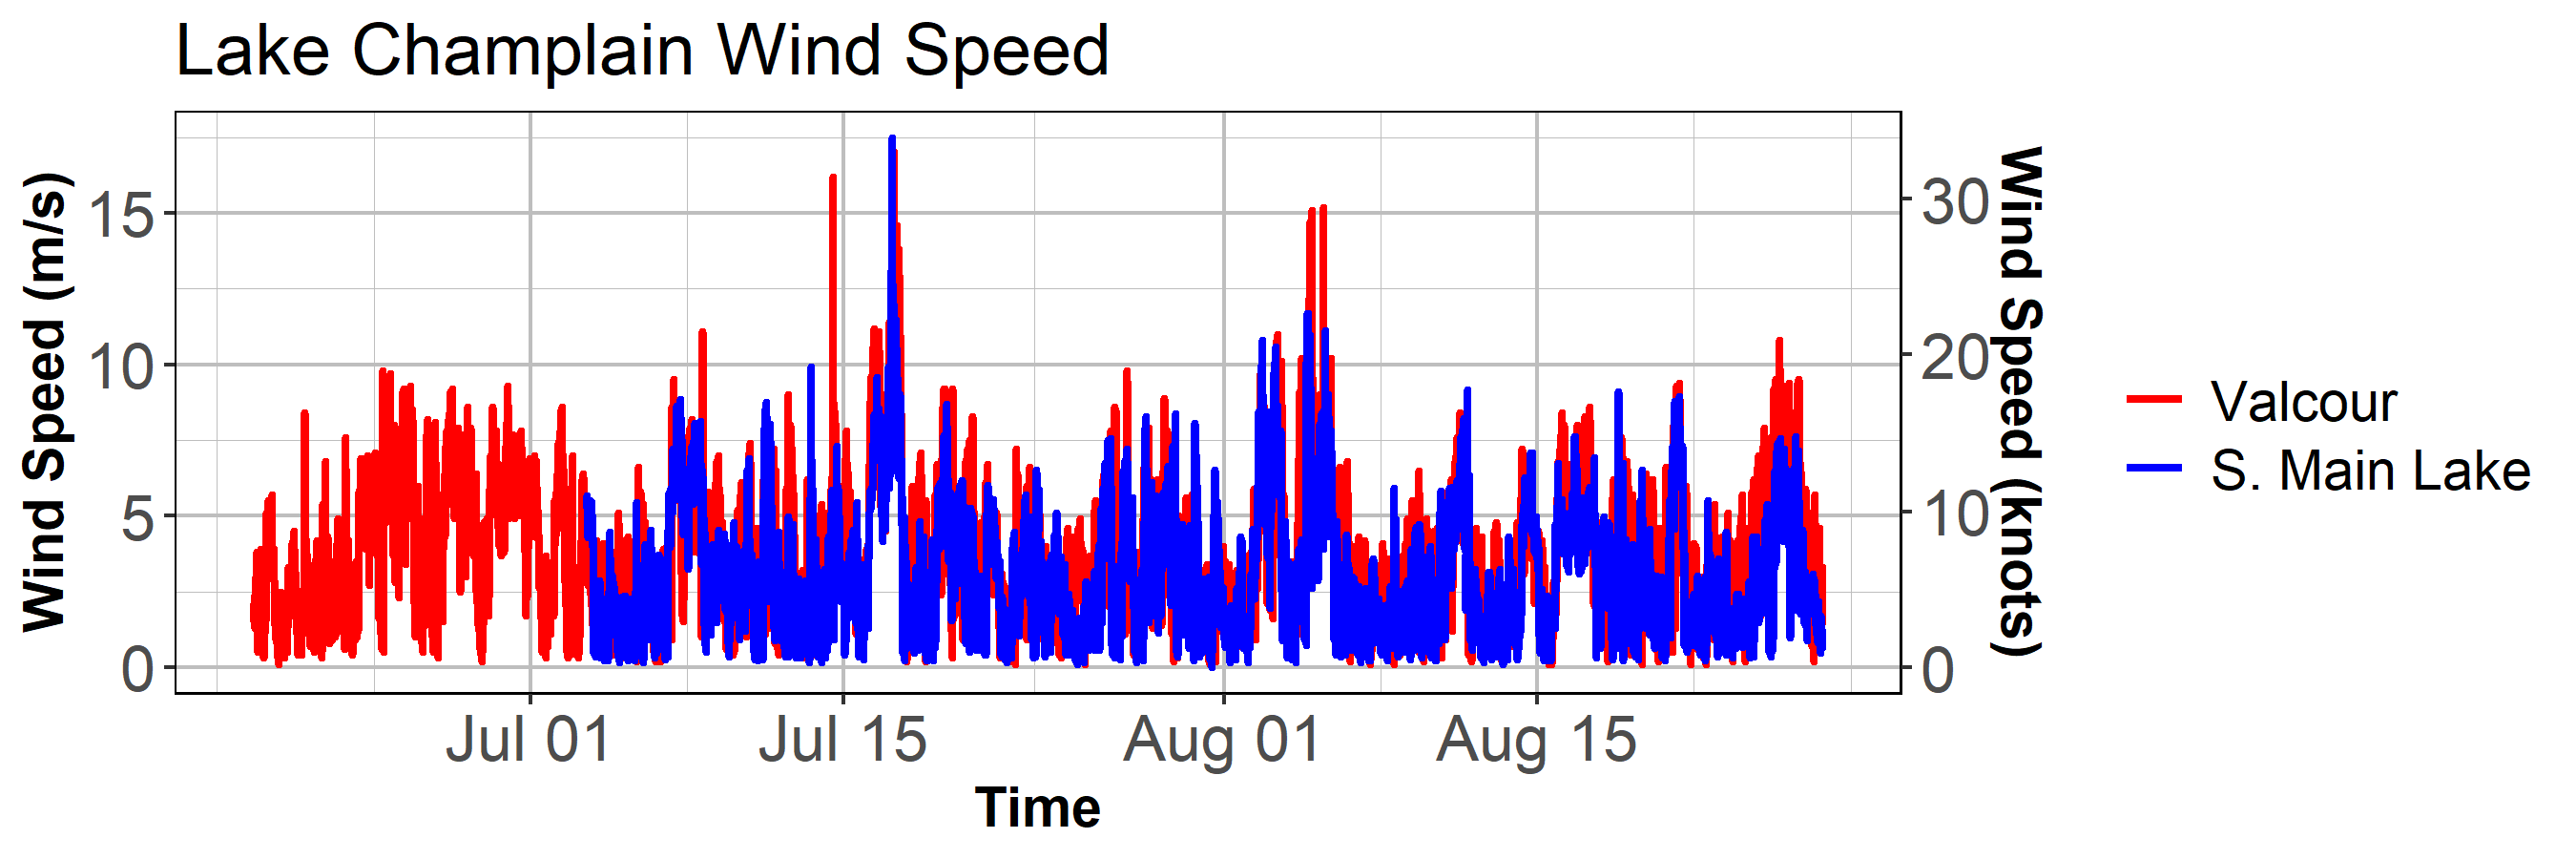 Lake Champlain Wind Speed
Wind Speed (m/s)
15
10
5
0
30
20
10
0
Wind Speed (knots)
Jul 01
Jul 15
Aug 01
Aug 15
Time
Valcour
S. Main Lake